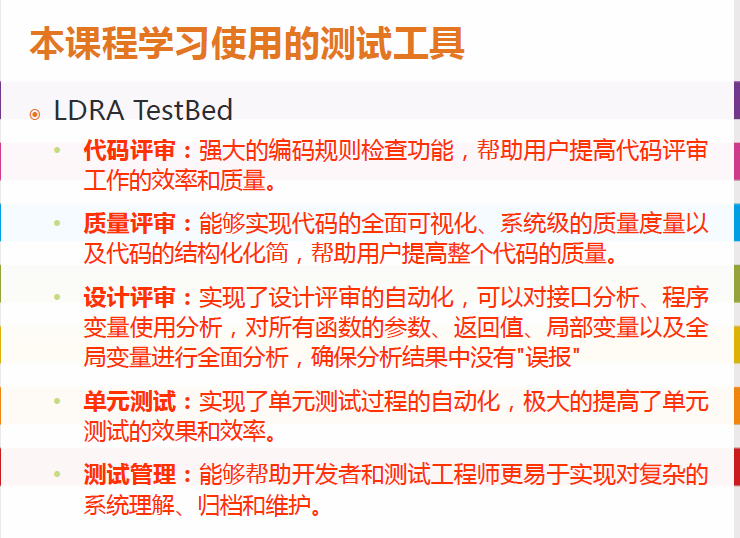 本课程学习使用的测试工具
LDRA TestBed
代码评审：强大的编码规则检查功能，帮助用户提高代码评审
工作的效率和质量。
质量评审：能够实现代码的全面可视化、系统级的质量度量以
及代码的结构化化简，帮助用户提高整个代码的质量。
设计评审：实现了设计评审的自动化，可以对接口分析、程序
变量使用分析，对所有函数的参数、返回值、局部变量以及全
局变量进行全面分析，确保分析结果中没有"误报"
单元测试：实现了单元测试过程的自动化，极大的提高了单元
测试的效果和效率。
测试管理：能够帮助开发者和测试工程师更易于实现对复杂的
系统理解、归档和维护。